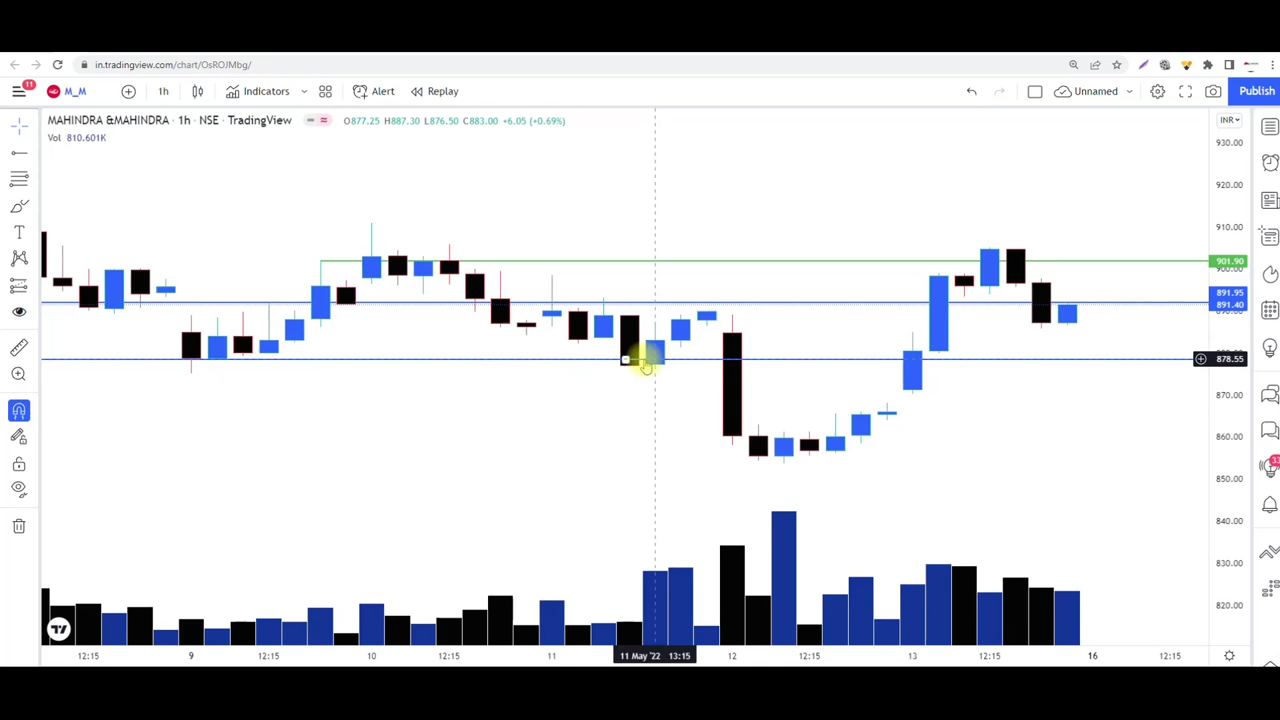 in.tradingview.com/chart/OsROJMbg/
11
M_M
1h
Indicators
Alert
Replay
Unnamed
Publish
MAHINDRA &MAHINDRA · 1h · NSE · TradingView
O877.25 H887.30 L876.50 C883.00 +6.05 (+0.69%)
INR
Vol 810.601K
930.00
920.00
910.00
901.90
900.00
891.95
891.40
878.55
870.00
860.00
850.00
840.00
830.00
820.00
33
12:15 9 12:15 10 12:15 11 11 May '22 13:15 12 12:15 13 12:15 16 12:15